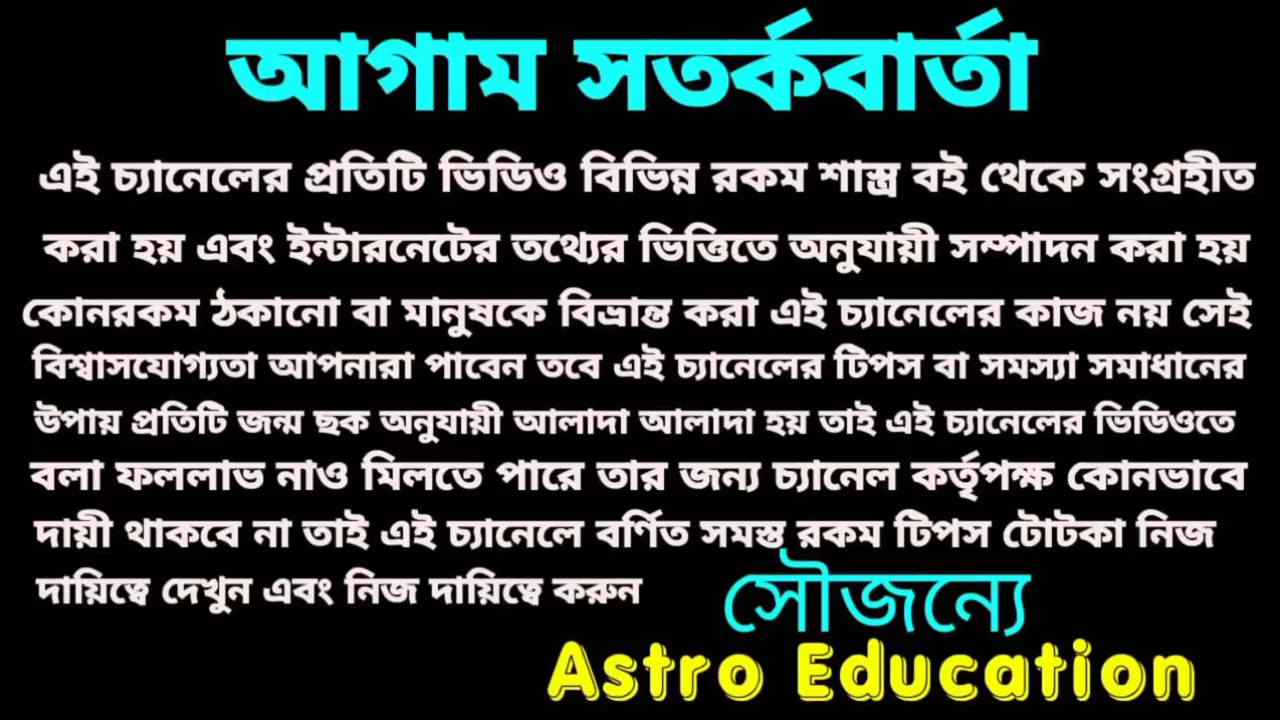 আগাম সতর্কবার্তা
এই চ্যানেলের প্রতিটি ভিডিও বিভিন্ন রকম শাস্ত্র বই থেকে সংগ্রহীত
করা হয় এবং ইন্টারনেটের তথ্যের ভিত্তিতে অনুযায়ী সম্পাদন করা হয়
কোনরকম ঠকানো বা মানুষকে বিভ্রান্ত করা এই চ্যানেলের কাজ নয় সেই
বিশ্বাসযোগ্যতা আপনারা পাবেন তবে এই চ্যানেলের টিপস বা সমস্যা সমাধানের
উপায় প্রতিটি জন্ম ছক অনুযায়ী আলাদা আলাদা হয় তাই এই চ্যানেলের ভিডিওতে
বলা ফললাভ নাও মিলতে পারে তার জন্য চ্যানেল কর্তৃপক্ষ কোনভাবে
দায়ী থাকবে না তাই এই চ্যানেলে বর্ণিত সমস্ত রকম টিপস টোটকা নিজ
দায়িত্বে দেখুন এবং নিজ দায়িত্বে করুন
সৌজন্যে
Astro Education